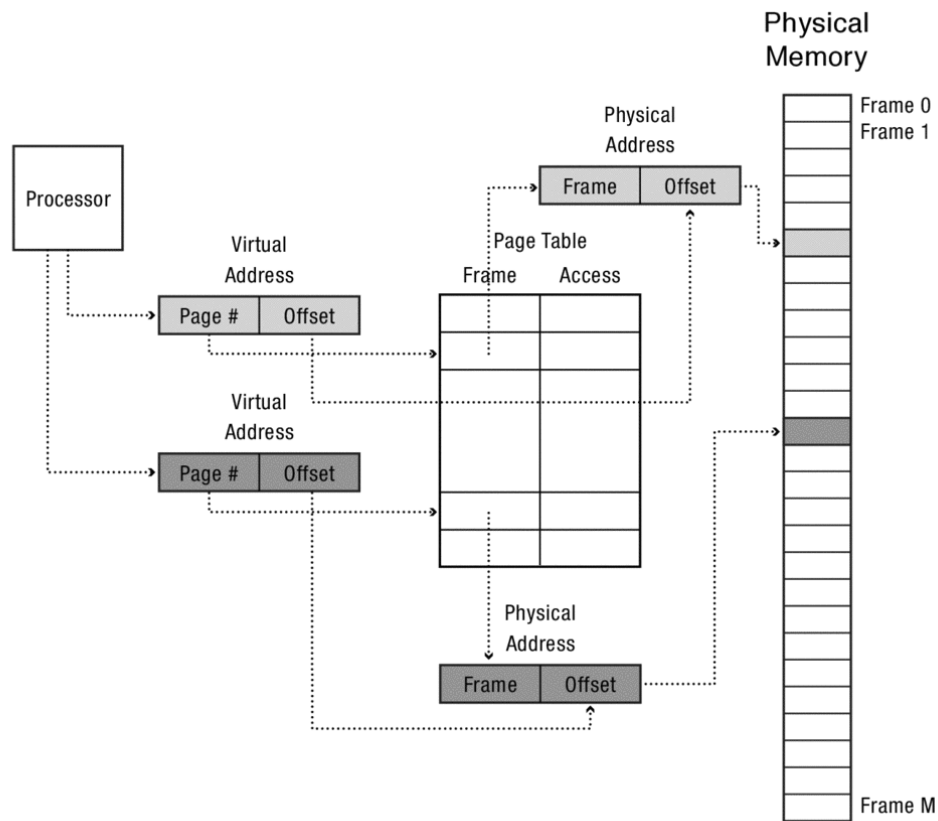 Physical
Memory
Frame 0
Frame 1
Physical
Address
Frame Offset
Processor
Page Table
Frame Access
Virtual
Address
Page # Offset
Virtual
Address
Page # Offset
Physical
Address
Frame Offset
Frame M